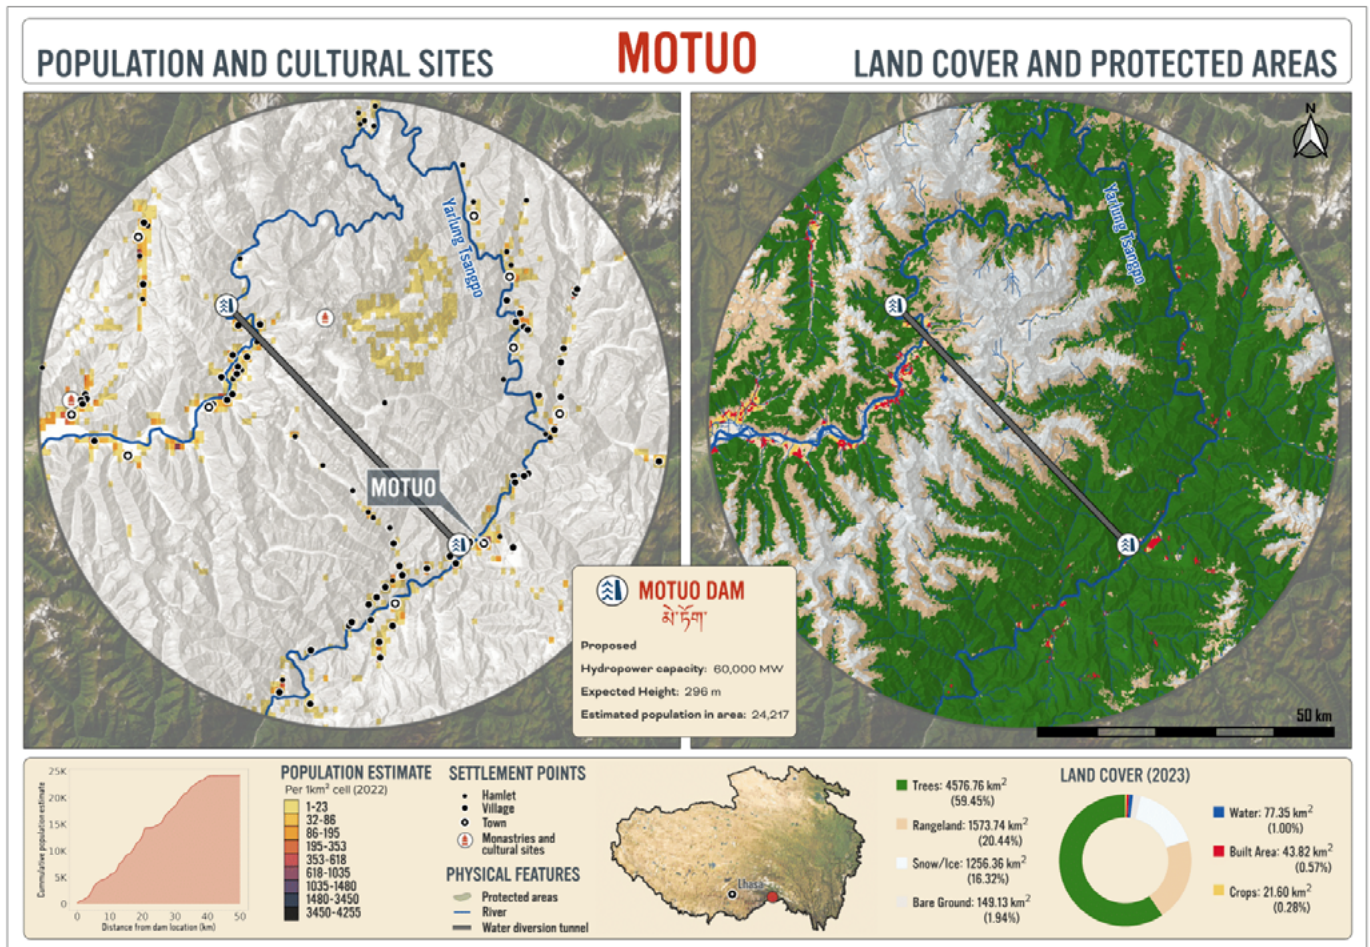 POPULATION AND CULTURAL SITES
MOTUO
LAND COVER AND PROTECTED AREAS
Yarlung Tsangpo
MOTUO
N
Yarlung Tsangpo
50 km
MOTUO DAM
མེ་ཏོག་
Proposed
Hydropower capacity: 60,000 MW
Expected Height: 296 m
Estimated population in area: 24,217
Cummulative population estimate
25K
20K
15K
10K
5K
0
0 10 20 30 40 50
Distance from dam location (km)
POPULATION ESTIMATE
Per 1km² cell (2022)
1-23
32-86
86-195
195-353
353-618
618-1035
1035-1480
1480-3450
3450-4255
SETTLEMENT POINTS
Hamlet
Village
Town
Monastries and
cultural sites
PHYSICAL FEATURES
Protected areas
River
Water diversion tunnel
Lhasa
Trees: 4576.76 km²
(59.45%)
Rangeland: 1573.74 km²
(20.44%)
Snow/Ice: 1256.36 km²
(16.32%)
Bare Ground: 149.13 km²
(1.94%)
LAND COVER (2023)
Water: 77.35 km²
(1.00%)
Built Area: 43.82 km²
(0.57%)
Crops: 21.60 km²
(0.28%)